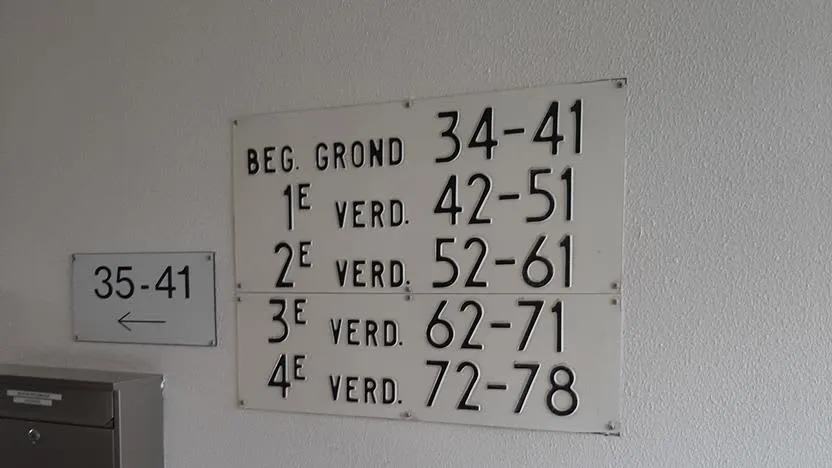 BEG. GROND 34-41
1E VERD. 42-51
2E VERD. 52-61
3E VERD. 62-71
4E VERD. 72-78
35-41
←